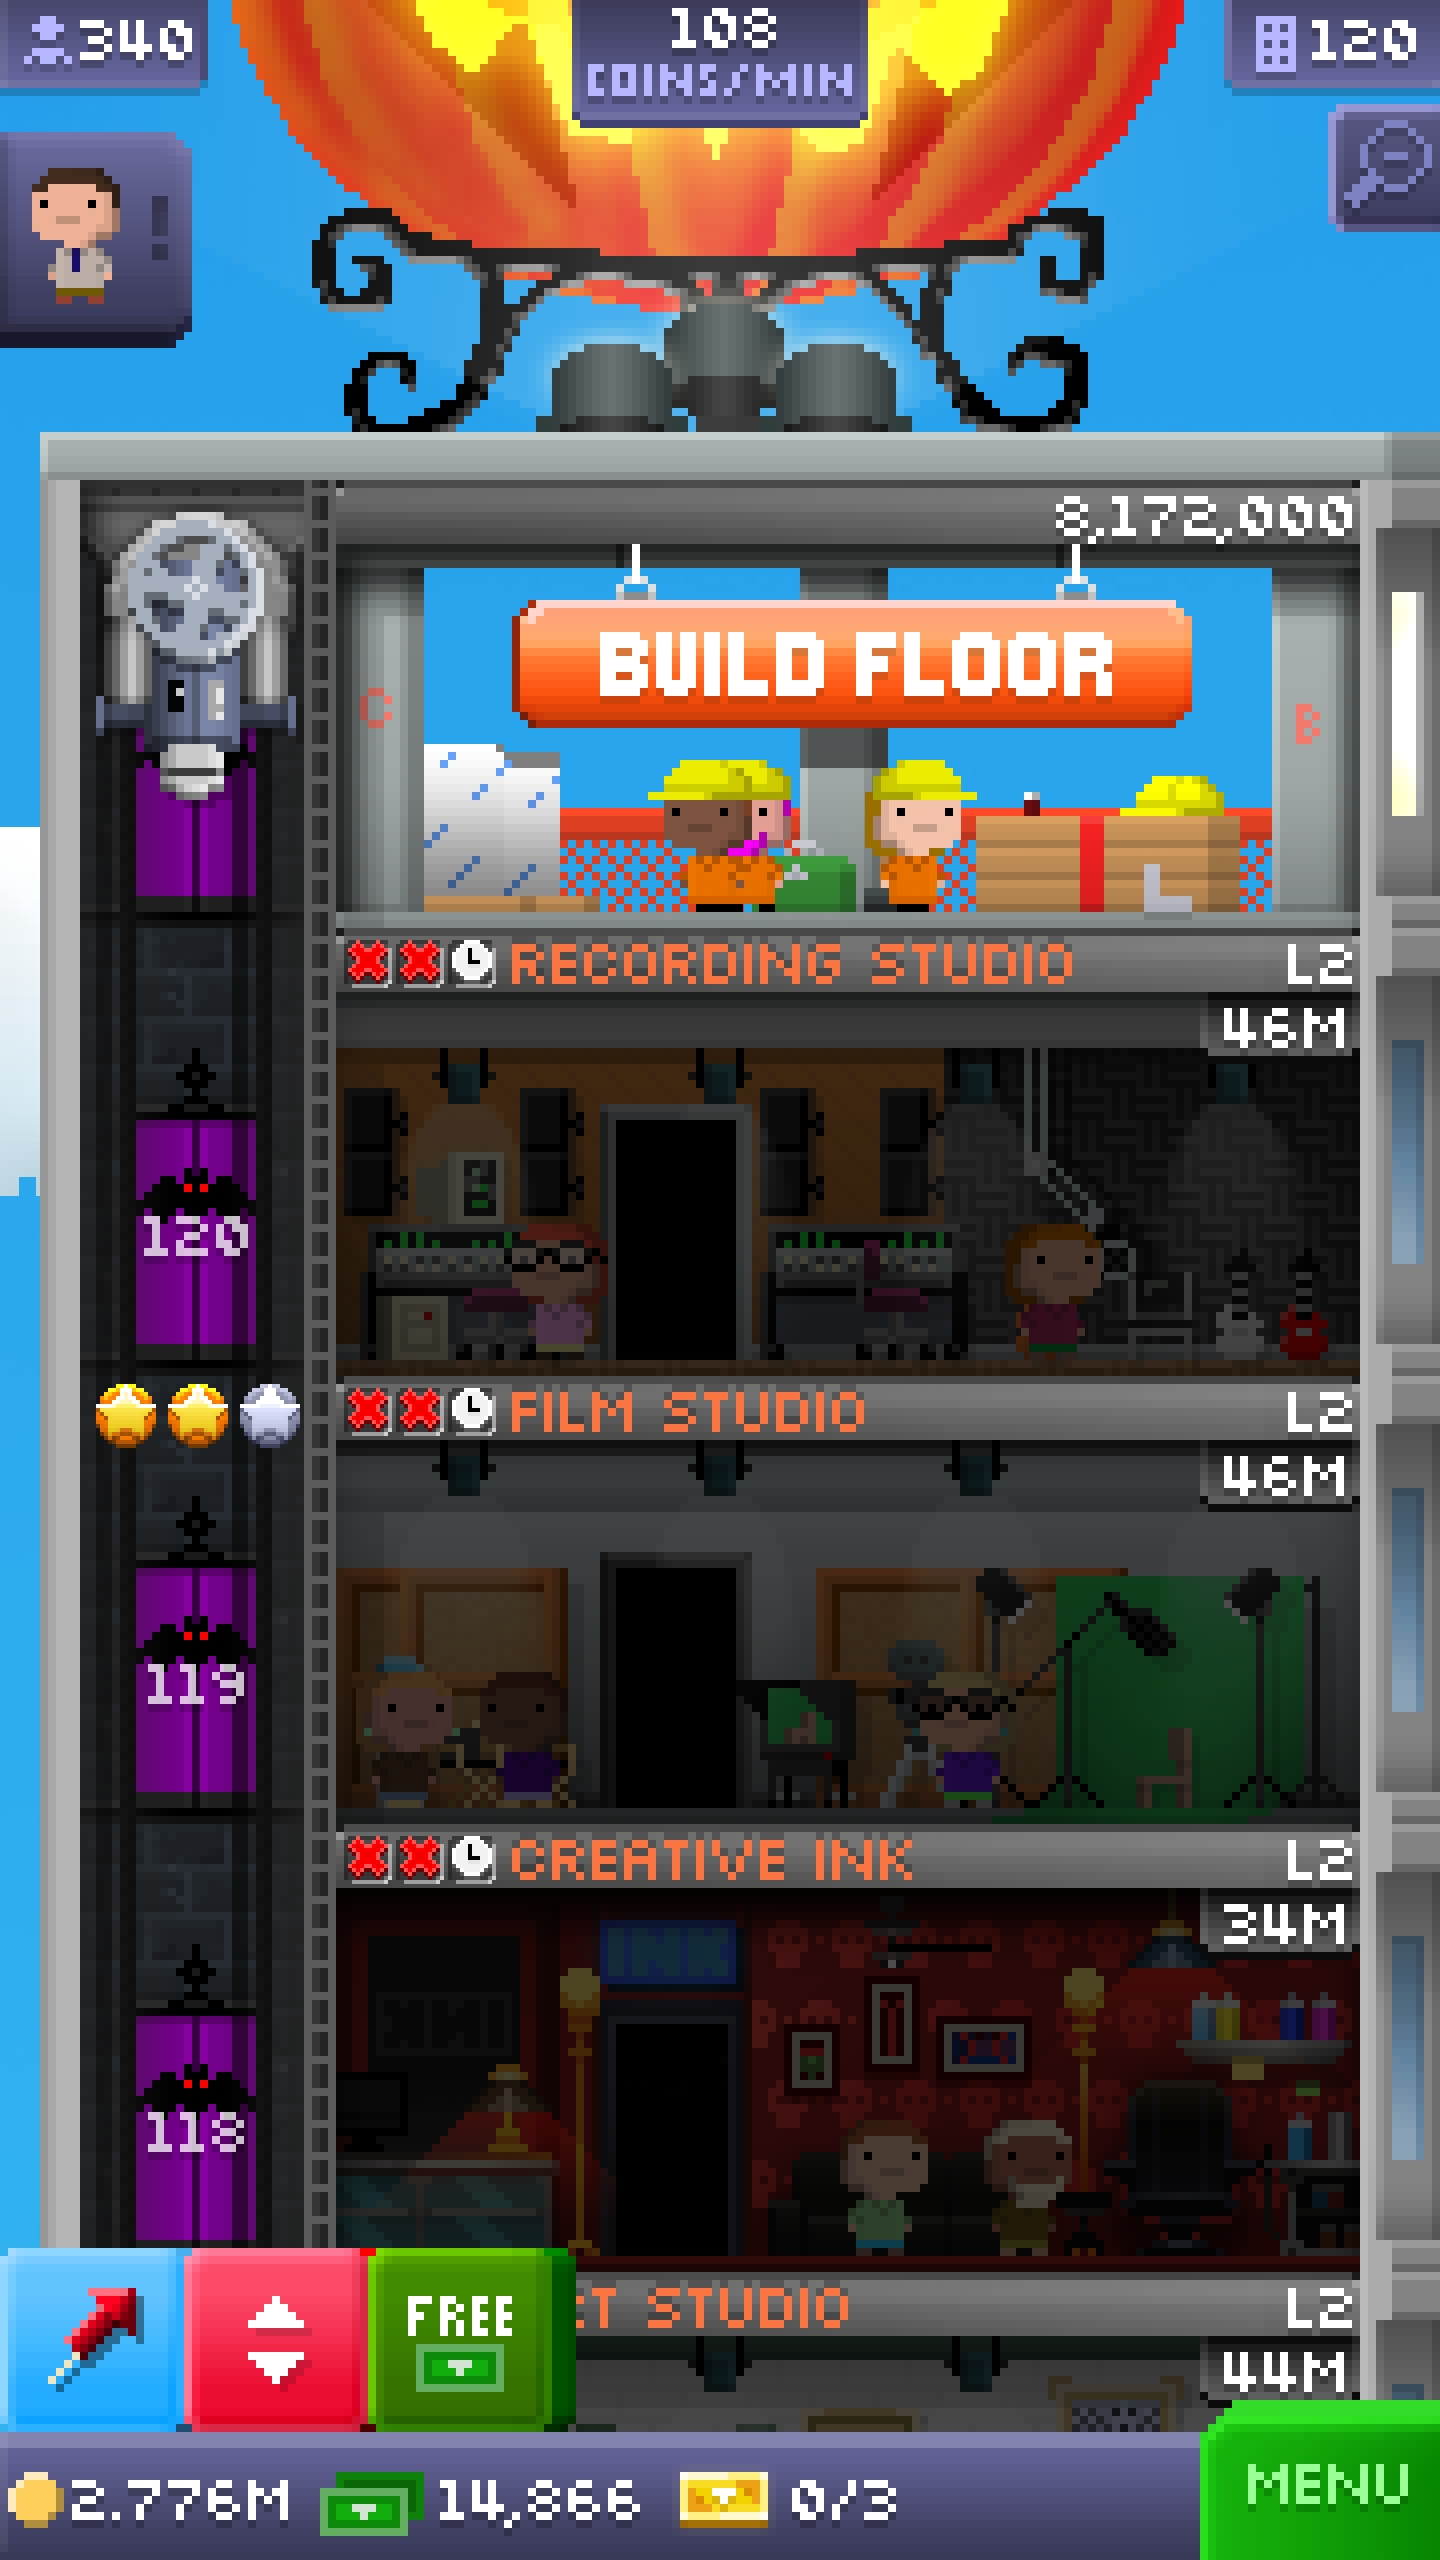 340
108
COINS/MIN
120
8,172,000
C
BUILD FLOOR
B
RECORDING STUDIO L2
46M
120
FILM STUDIO L2
46M
119
CREATIVE INK L2
34M
INK
118
FREE
STUDIO L2
44M
2.776M 14,866 0/3
MENU